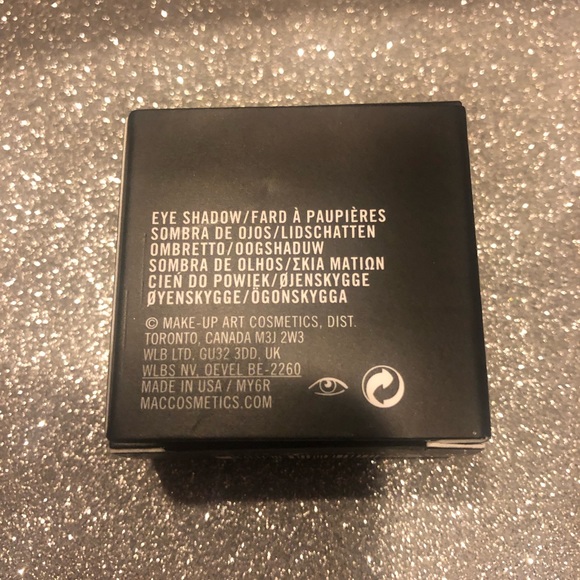 EYE SHADOW/FARD À PAUPIÈRES
SOMBRA DE OJOS/LIDSCHATTEN
OMBRETTO/OOGSHADUW
SOMBRA DE OLHOS/ΣΚΙΑ ΜΑΤΙΩΝ
CIEŃ DO POWIEK/ØJENSKYGGE
ØYENSKYGGE/ÖGONSKYGGA
© MAKE-UP ART COSMETICS, DIST.
TORONTO, CANADA M3J 2W3
WLB LTD, GU32 3DD, UK
WLBS NV, OEVEL BE-2260
MADE IN USA / MY6R
MACCOSMETICS.COM